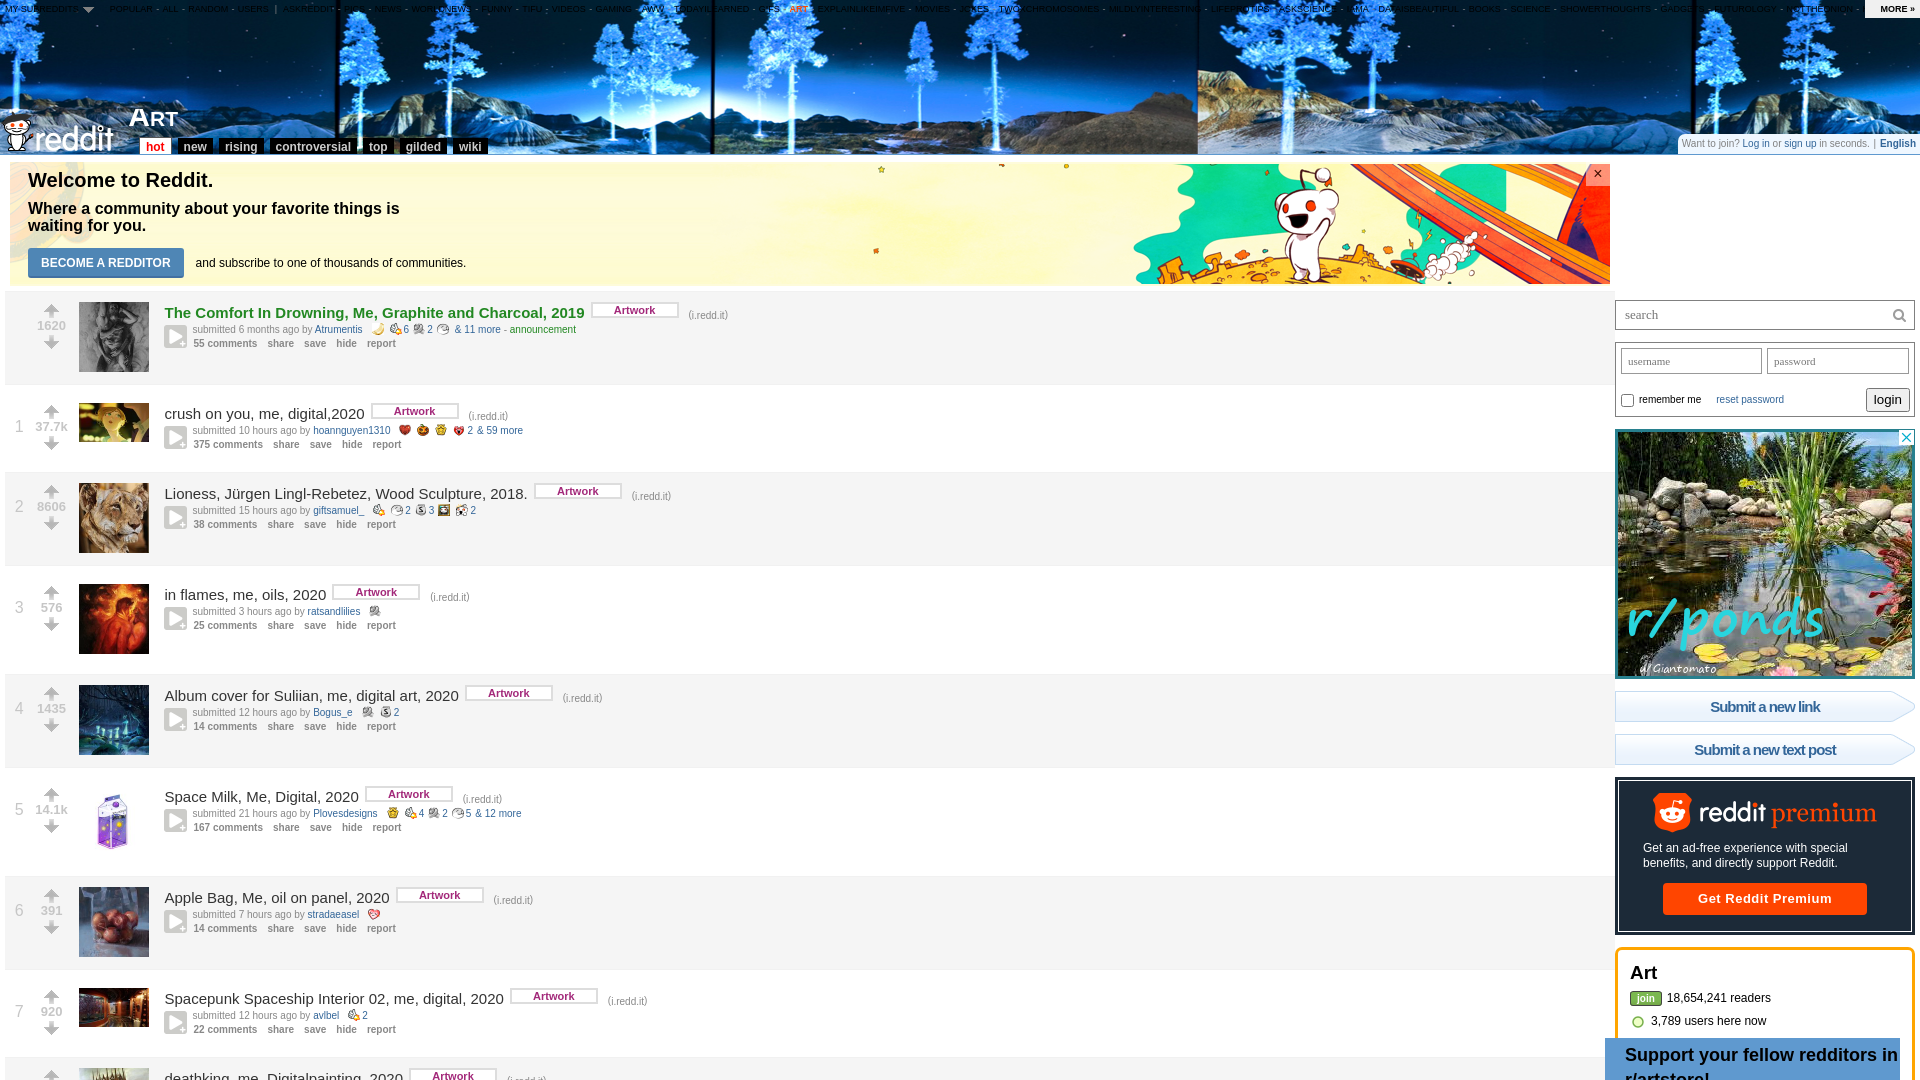 MY SUBREDDITS
POPULAR - ALL - RANDOM - USERS | ASKREDDIT - PICS - NEWS - WORLDNEWS - FUNNY - TIFU - VIDEOS - GAMING - AWW - TODAYILEARNED - GIFS - ART - EXPLAINLIKEIMFIVE - MOVIES - JOKES - TWOXCHROMOSOMES - MILDLYINTERESTING - LIFEPROTIPS - ASKSCIENCE - IAMA - DATAISBEAUTIFUL - BOOKS - SCIENCE - SHOWERTHOUGHTS - GADGETS - FUTUROLOGY - NOTTHEONION -
MORE »
reddit Art
hot new rising controversial top gilded wiki
Want to join? Log in or sign up in seconds. | English
Welcome to Reddit.
Where a community about your favorite things is
waiting for you.
BECOME A REDDITOR and subscribe to one of thousands of communities.
×
1620
The Comfort In Drowning, Me, Graphite and Charcoal, 2019 Artwork (i.redd.it)
submitted 6 months ago by Atrumentis 6 2 & 11 more - announcement
55 comments share save hide report
1 37.7k
crush on you, me, digital,2020 Artwork (i.redd.it)
submitted 10 hours ago by hoannguyen1310 2 & 59 more
375 comments share save hide report
2 8606
Lioness, Jürgen Lingl-Rebetez, Wood Sculpture, 2018. Artwork (i.redd.it)
submitted 15 hours ago by giftsamuel_ 2 3 2
38 comments share save hide report
3 576
in flames, me, oils, 2020 Artwork (i.redd.it)
submitted 3 hours ago by ratsandlilies
25 comments share save hide report
4 1435
Album cover for Suliian, me, digital art, 2020 Artwork (i.redd.it)
submitted 12 hours ago by Bogus_e 2
14 comments share save hide report
5 14.1k
Space Milk, Me, Digital, 2020 Artwork (i.redd.it)
submitted 21 hours ago by Plovesdesigns 4 2 5 & 12 more
167 comments share save hide report
6 391
Apple Bag, Me, oil on panel, 2020 Artwork (i.redd.it)
submitted 7 hours ago by stradaeasel
14 comments share save hide report
7 920
Spacepunk Spaceship Interior 02, me, digital, 2020 Artwork (i.redd.it)
submitted 12 hours ago by avlbel 2
22 comments share save hide report
deathking, me, Digitalpainting, 2020 Artwork (i.redd.it)
search
username password
remember me reset password login
r/ponds
u/Giantomato
Submit a new link
Submit a new text post
reddit premium
Get an ad-free experience with special
benefits, and directly support Reddit.
Get Reddit Premium
Art
join 18,654,241 readers
3,789 users here now
Support your fellow redditors in
r/artstore!